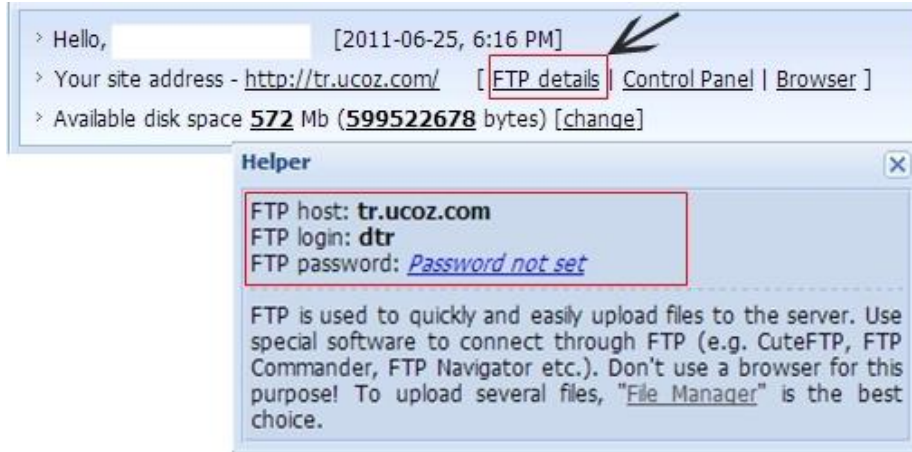 Hello, [2011-06-25, 6:16 PM]
Your site address - http://tr.ucoz.com/ [ FTP details | Control Panel | Browser ]
Available disk space 572 Mb (599522678 bytes) [change]
Helper
FTP host: tr.ucoz.com
FTP login: dtr
FTP password: Password not set
FTP is used to quickly and easily upload files to the server. Use
special software to connect through FTP (e.g. CuteFTP, FTP
Commander, FTP Navigator etc.). Don't use a browser for this
purpose! To upload several files, "File Manager" is the best
choice.